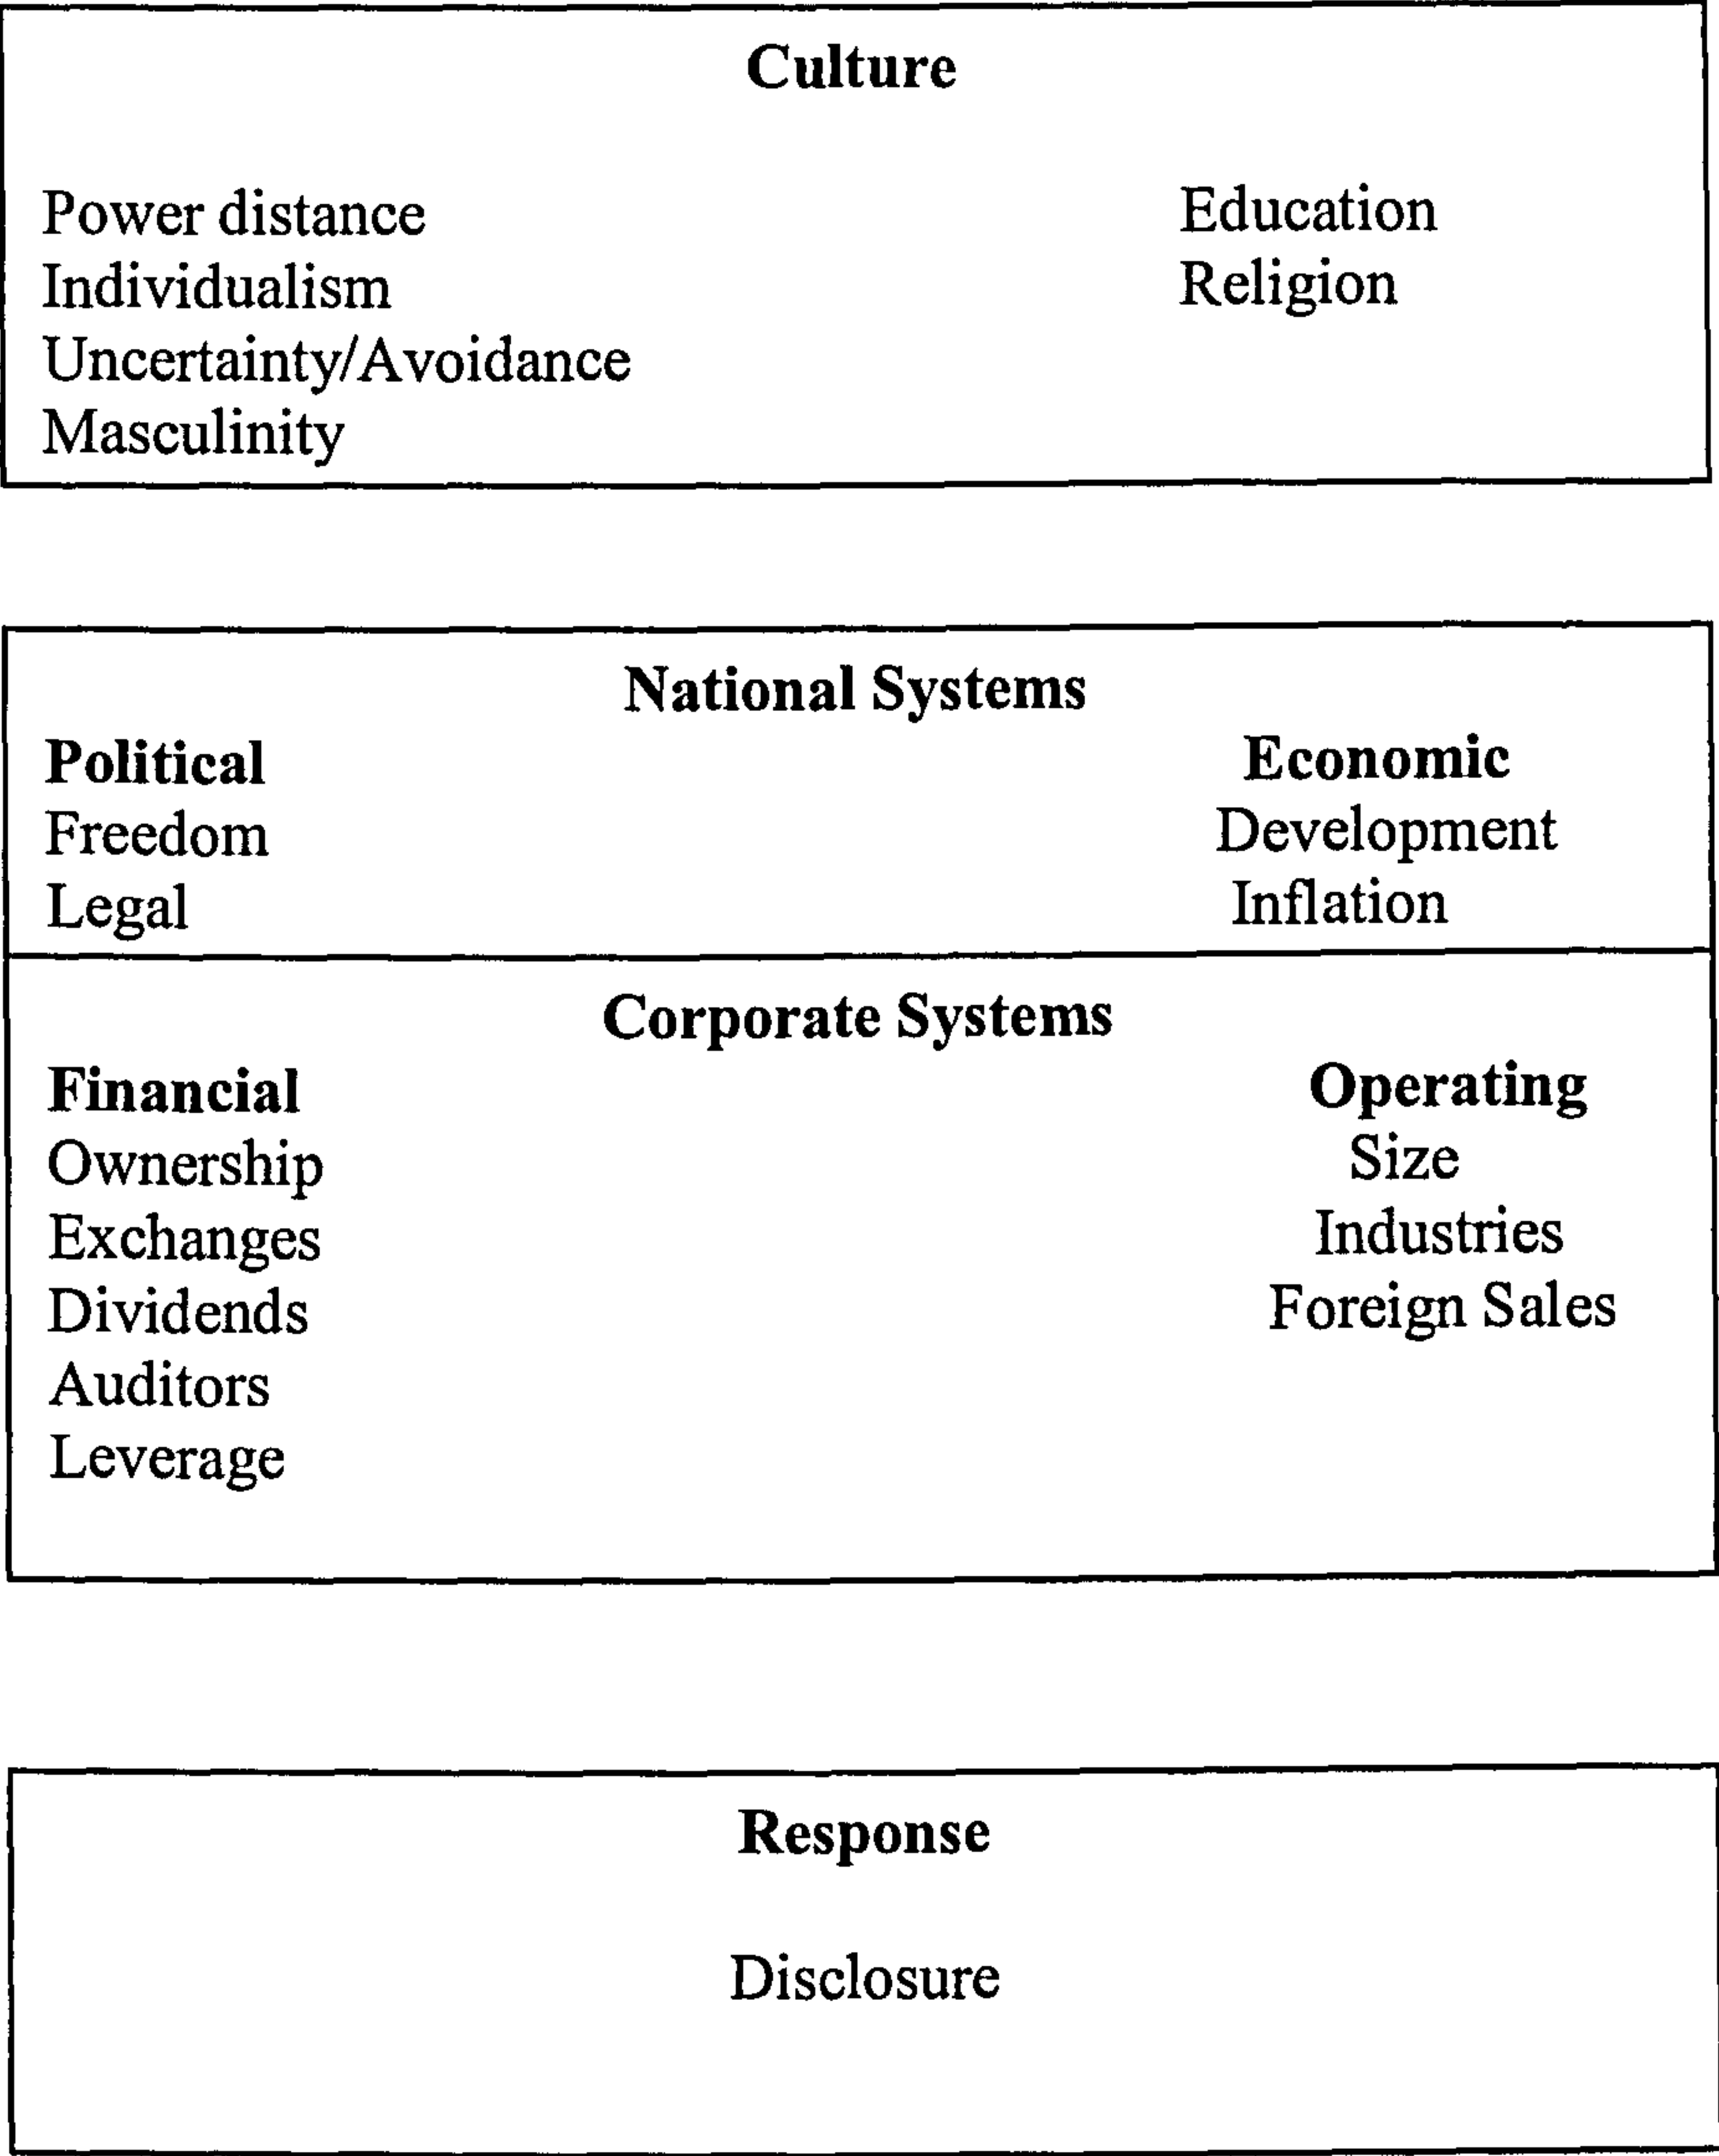 Culture
Power distance Education
Individualism Religion
Uncertainty/Avoidance
Masculinity
National Systems
Political Economic
Freedom Development
Legal Inflation
Corporate Systems
Financial Operating
Ownership Size
Exchanges Industries
Dividends Foreign Sales
Auditors
Leverage
Response
Disclosure